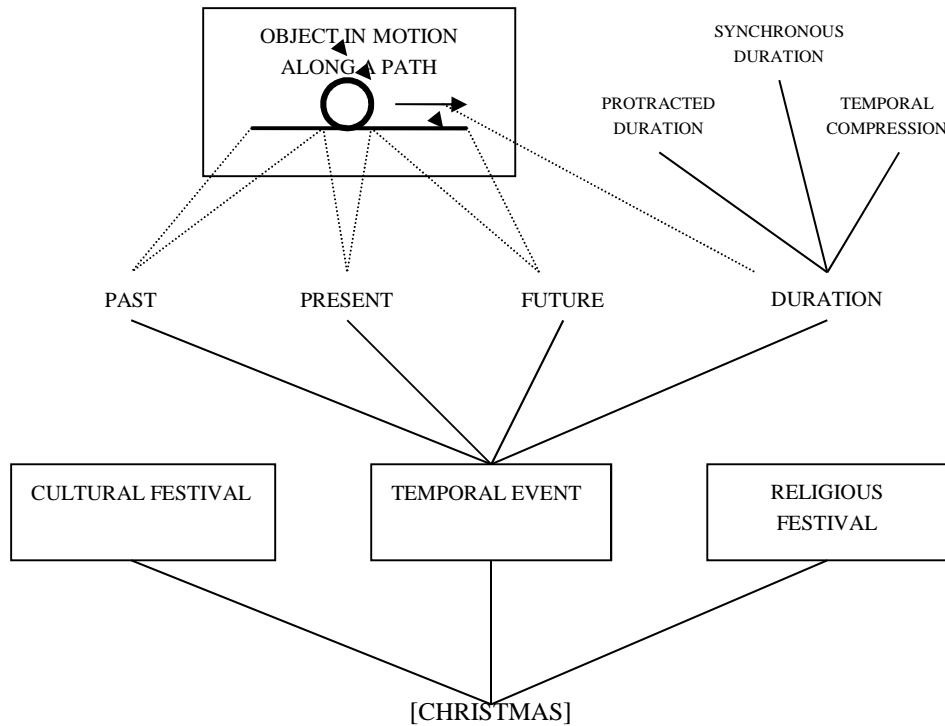 OBJECT IN MOTION
ALONG A PATH
SYNCHRONOUS
DURATION
PROTRACTED
DURATION
TEMPORAL
COMPRESSION
PAST
PRESENT
FUTURE
DURATION
CULTURAL FESTIVAL
TEMPORAL EVENT
RELIGIOUS
FESTIVAL
[CHRISTMAS]